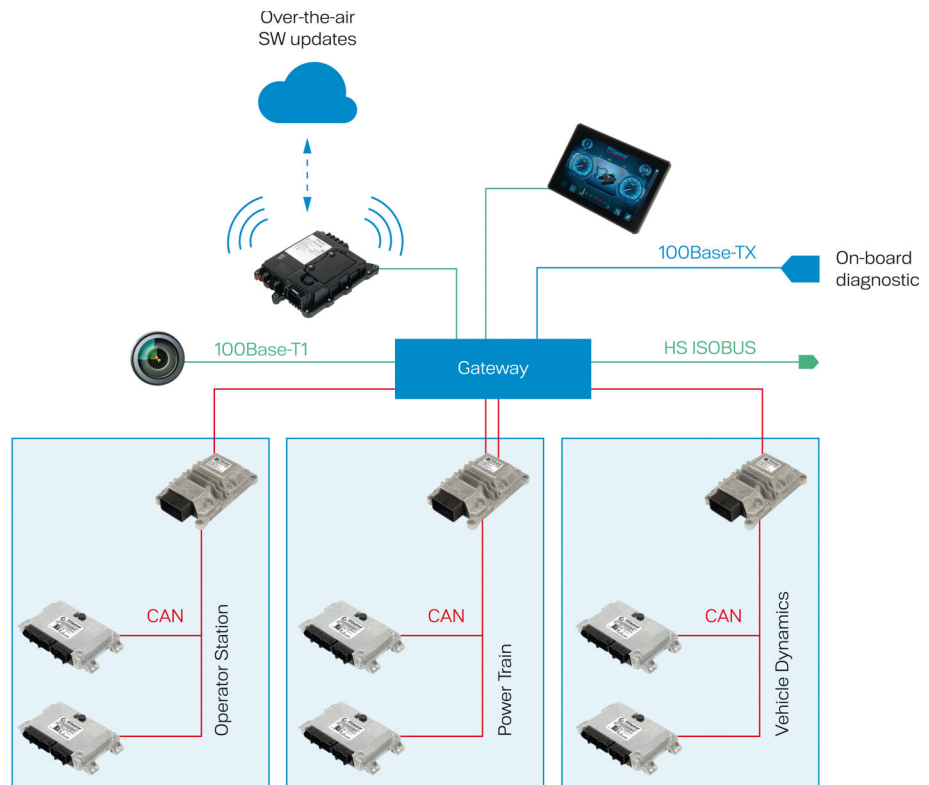 Over-the-air
SW updates
100Base-TX
On-board
diagnostic
100Base-T1
Gateway
HS ISOBUS
CAN
Operator Station
CAN
Power Train
CAN
Vehicle Dynamics